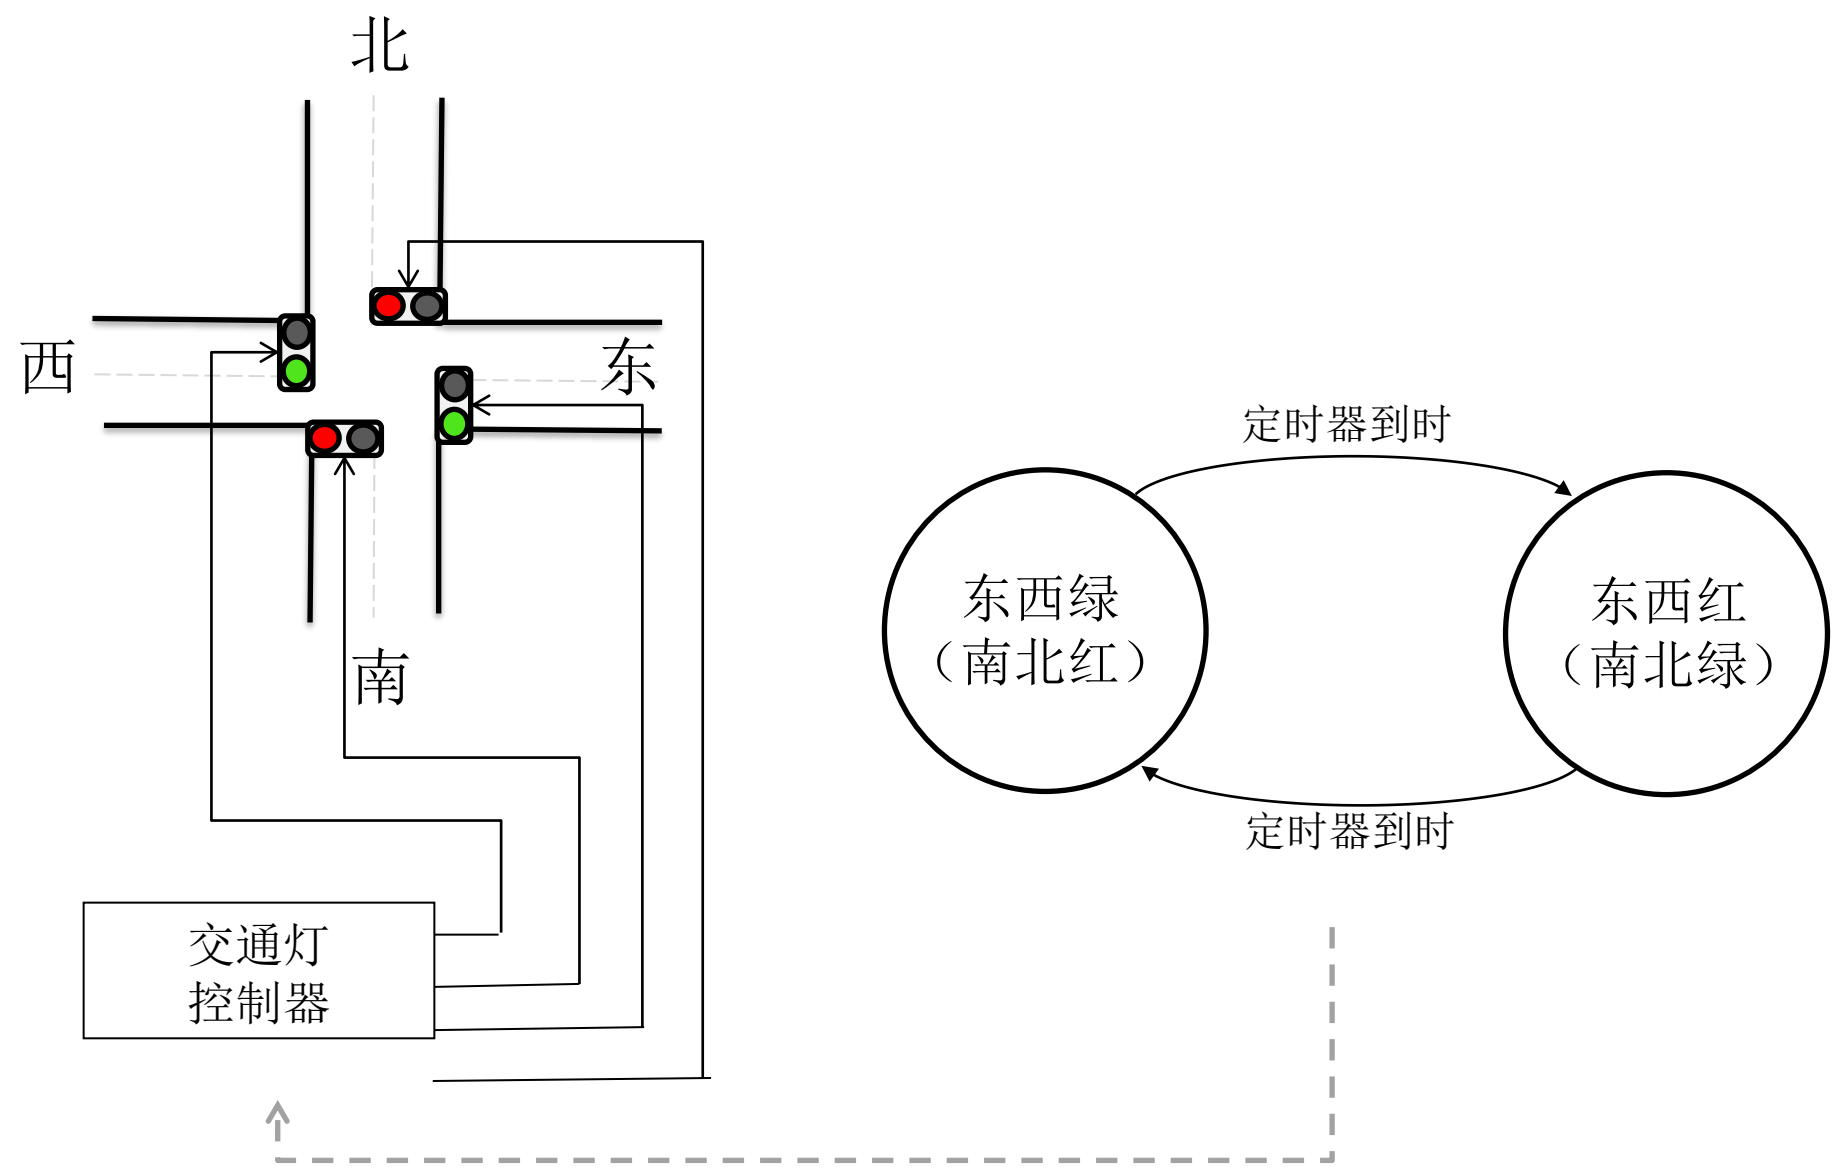 北
西
东
南
交通灯
控制器
定时器到时
东西绿
（南北红）
东西红
（南北绿）
定时器到时